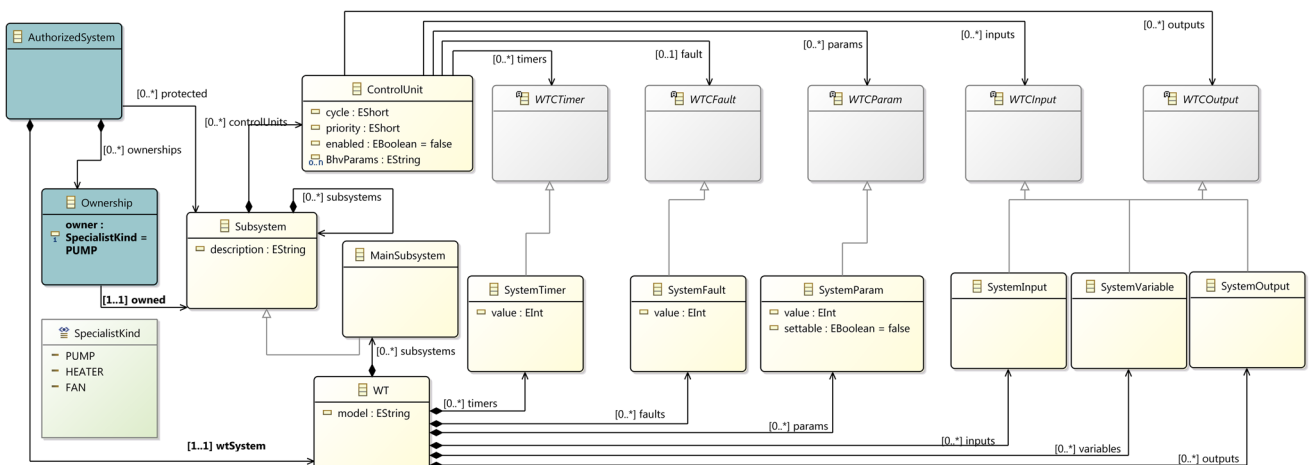 [0..*] outputs
[0..*] inputs
[0..*] params
[0..1] fault
[0..*] timers
AuthorizedSystem
[0..*] protected
[0..*] controlUnits
[0..*] ownerships
ControlUnit
cycle : EShort
priority : EShort
enabled : EBoolean = false
0..n BhvParams : EString
WTCTimer
WTCFault
WTCParam
WTCInput
WTCOutput
Ownership
owner :
1 SpecialistKind =
PUMP
[0..*] subsystems
Subsystem
description : EString
MainSubsystem
[1..1] owned
SystemTimer
value : EInt
SystemFault
value : EInt
SystemParam
value : EInt
settable : EBoolean = false
SystemInput
SystemVariable
SystemOutput
SpecialistKind
PUMP
HEATER
FAN
[0..*] subsystems
WT
model : EString
[0..*] timers
[0..*] faults
[0..*] params
[0..*] inputs
[0..*] variables
[0..*] outputs
[1..1] wtSystem